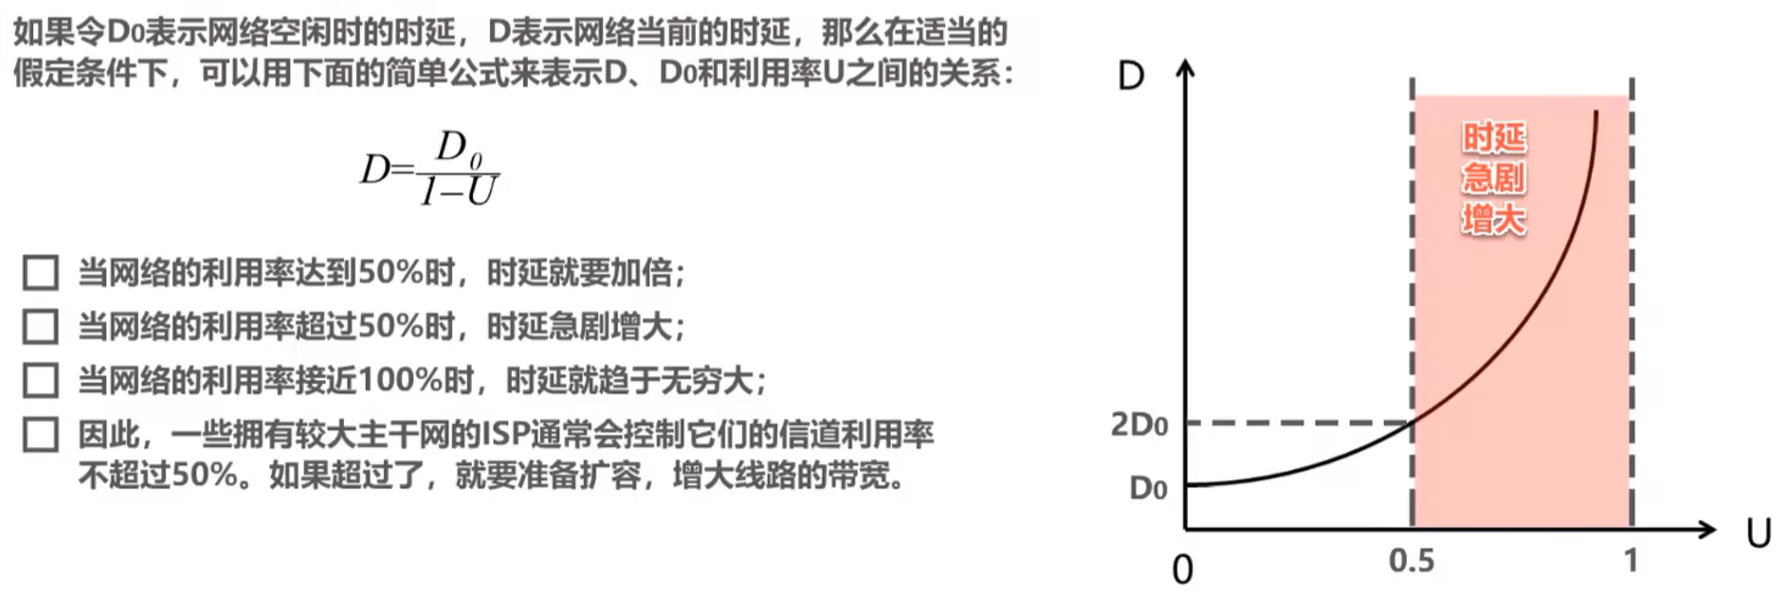 如果令D₀表示网络空闲时的时延，D表示网络当前的时延，那么在适当的
假定条件下，可以用下面的简单公式来表示D、D₀和利用率U之间的关系：
D=D₀/(1−U)
当网络的利用率达到50%时，时延就要加倍；
当网络的利用率超过50%时，时延急剧增大；
当网络的利用率接近100%时，时延就趋于无穷大；
因此，一些拥有较大主干网的ISP通常会控制它们的信道利用率
不超过50%。如果超过了，就要准备扩容，增大线路的带宽。
D
时延
急剧
增大
2D₀
D₀
0
0.5
1
U